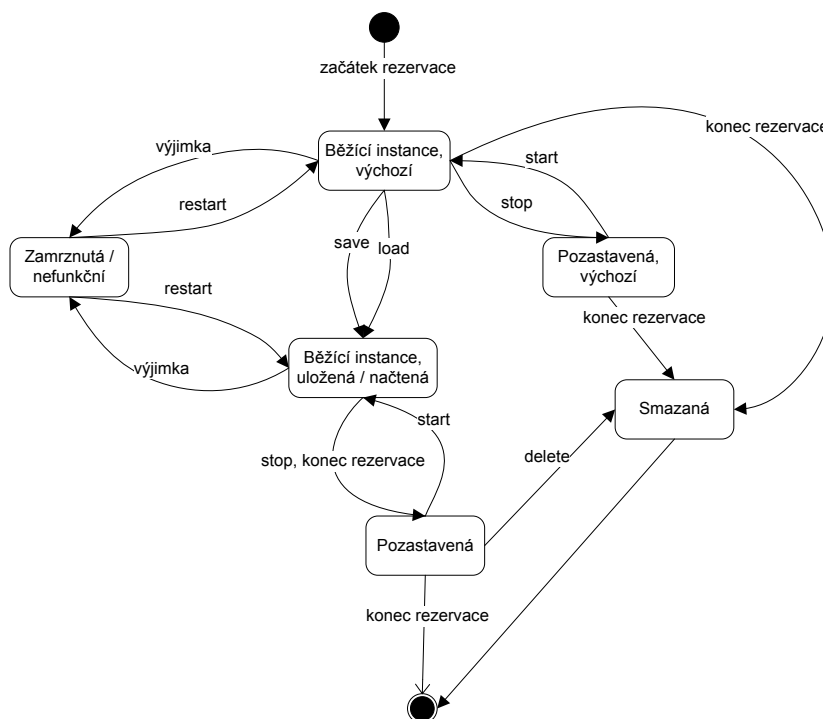 začátek rezervace
konec rezervace
Běžící instance,
výchozí
výjimka
start
restart
stop
Zamrznutá /
nefunkční
save
load
Pozastavená,
výchozí
restart
konec rezervace
Běžící instance,
uložená / načtená
výjimka
Smazaná
start
stop, konec rezervace
delete
Pozastavená
konec rezervace